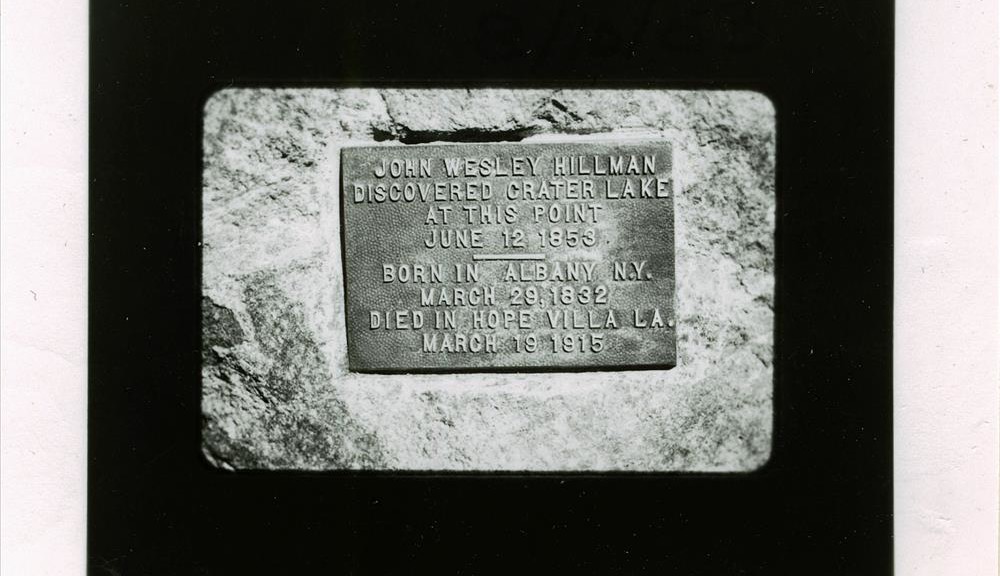 JOHN WESLEY HILLMAN
DISCOVERED CRATER LAKE
AT THIS POINT
JUNE 12 1853.
BORN IN ALBANY N.Y.
MARCH 29,1832
DIED IN HOPE VILLA LA.
MARCH 19 1915